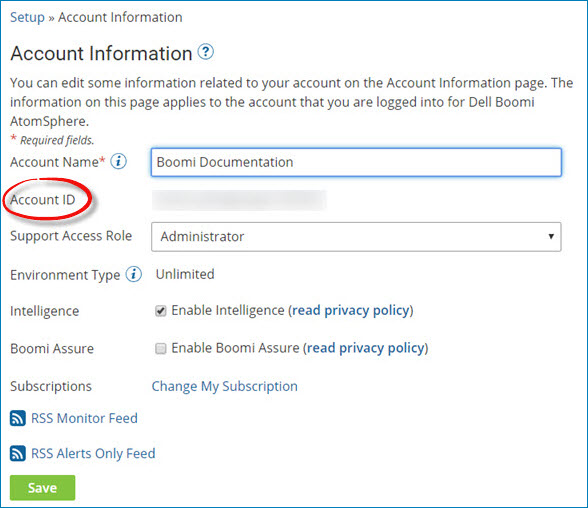 Setup » Account Information
Account Information ?
You can edit some information related to your account on the Account Information page. The
information on this page applies to the account that you are logged into for Dell Boomi
AtomSphere.
* Required fields.
Account Name* i Boomi Documentation
Account ID
Support Access Role Administrator
Environment Type i Unlimited
Intelligence Enable Intelligence (read privacy policy)
Boomi Assure Enable Boomi Assure (read privacy policy)
Subscriptions Change My Subscription
RSS Monitor Feed
RSS Alerts Only Feed
Save